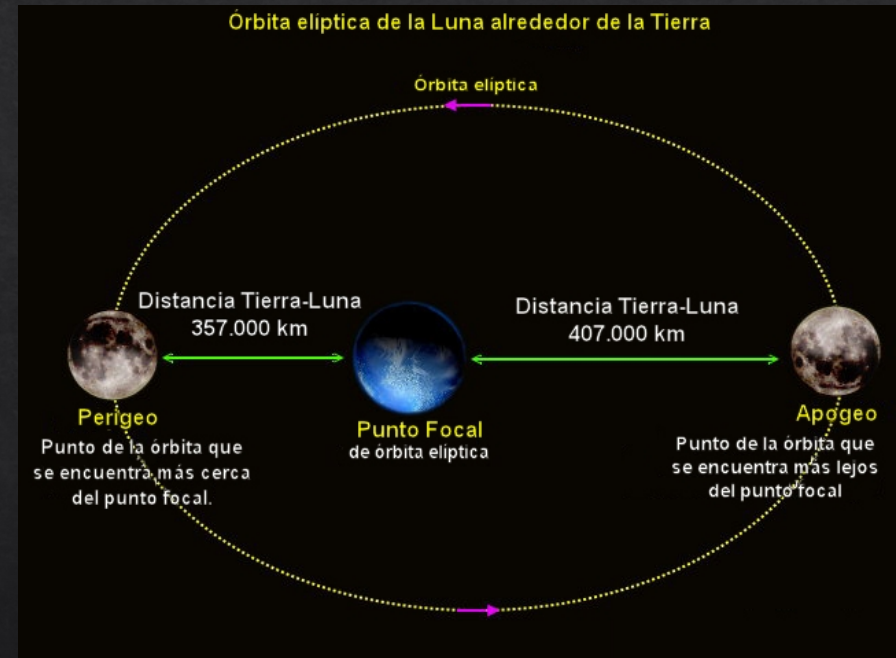 Órbita elíptica de la Luna alrededor de la Tierra
Órbita elíptica
Distancia Tierra-Luna
357.000 km
Distancia Tierra-Luna
407.000 km
Perigeo
Punto de la órbita que
se encuentra más cerca
del punto focal.
Punto Focal
de órbita elíptica
Apogeo
Punto de la órbita que
se encuentra más lejos
del punto focal